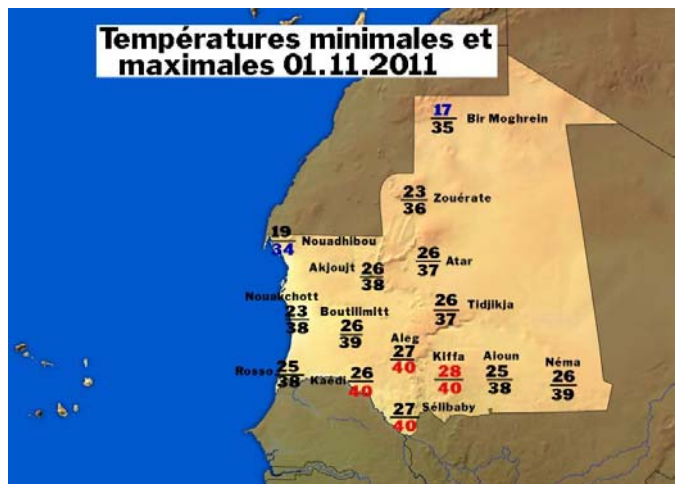 Températures minimales et
maximales 01.11.2011
17
35
Bir Moghrein
23
36
Zouérate
19
34
Nouadhibou
26
37
Atar
Akjoujt
26
38
Nouakchott
23
38
Boutilimitt
26
39
26
37
Tidjikja
Aleg
27
40
Kiffa
28
40
Aioun
25
38
Néma
26
39
Rosso
25
38
Kaédi
26
40
27
40
Sélibaby